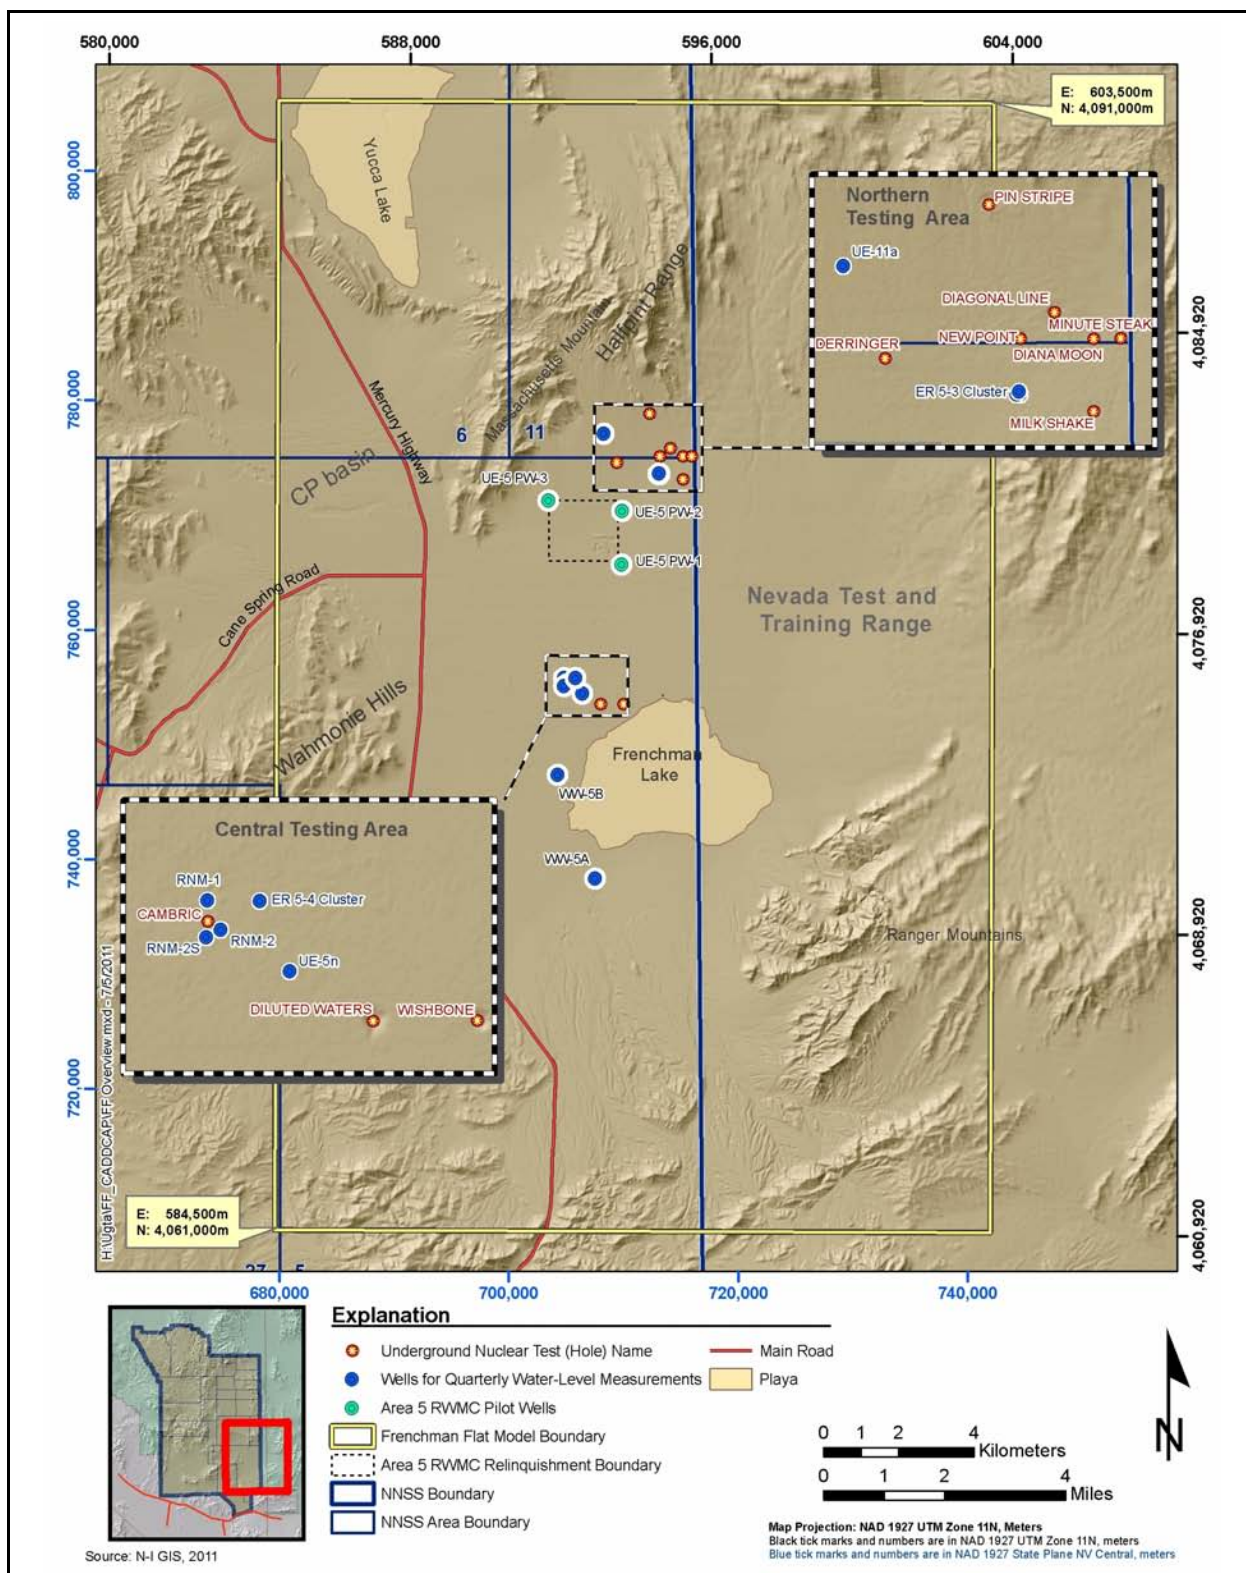 580,000
588,000
596,000
604,000
E: 603,500m
N: 4,091,000m
800,000
780,000
760,000
740,000
720,000
4,084,920
4,076,920
4,068,920
4,060,920
Yucca Lake
Northern
Testing Area
PIN STRIPE
UE-11a
DIAGONAL LINE
MINUTE STEAK
NEW POINT
DERRINGER
DIANA MOON
ER 5-3 Cluster
MILK SHAKE
Halfpint Range
Massachusetts Mountain
Mercury Highway
6
11
CP basin
UE-5 PW-3
UE-5 PW-2
UE-5 PW-1
Cane Spring Road
Nevada Test and
Training Range
Wahmonie Hills
Frenchman
Lake
WW-5B
WW-5A
Central Testing Area
RNM-1
ER 5-4 Cluster
CAMBRIC
RNM-2
RNM-2S
UE-5n
DILUTED WATERS
WISHBONE
Ranger Mountains
H:\Ugta\FF_CADDCAP\FF Overview.mxd - 7/5/2011
E: 584,500m
N: 4,061,000m
27
5
680,000
700,000
720,000
740,000
Explanation
Underground Nuclear Test (Hole) Name
Main Road
Wells for Quarterly Water-Level Measurements
Playa
Area 5 RWMC Pilot Wells
Frenchman Flat Model Boundary
Area 5 RWMC Relinquishment Boundary
NNSS Boundary
NNSS Area Boundary
0 1 2 4
Kilometers
0 1 2 4
Miles
N
Map Projection: NAD 1927 UTM Zone 11N, Meters
Black tick marks and numbers are in NAD 1927 UTM Zone 11N, meters
Blue tick marks and numbers are in NAD 1927 State Plane NV Central, meters
Source: N-I GIS, 2011